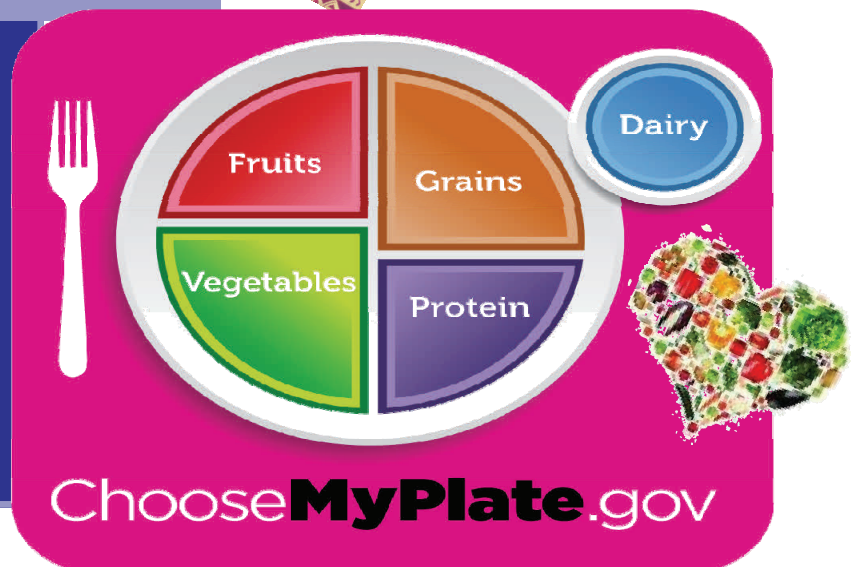 Fruits
Grains
Dairy
Vegetables
Protein
ChooseMyPlate.gov